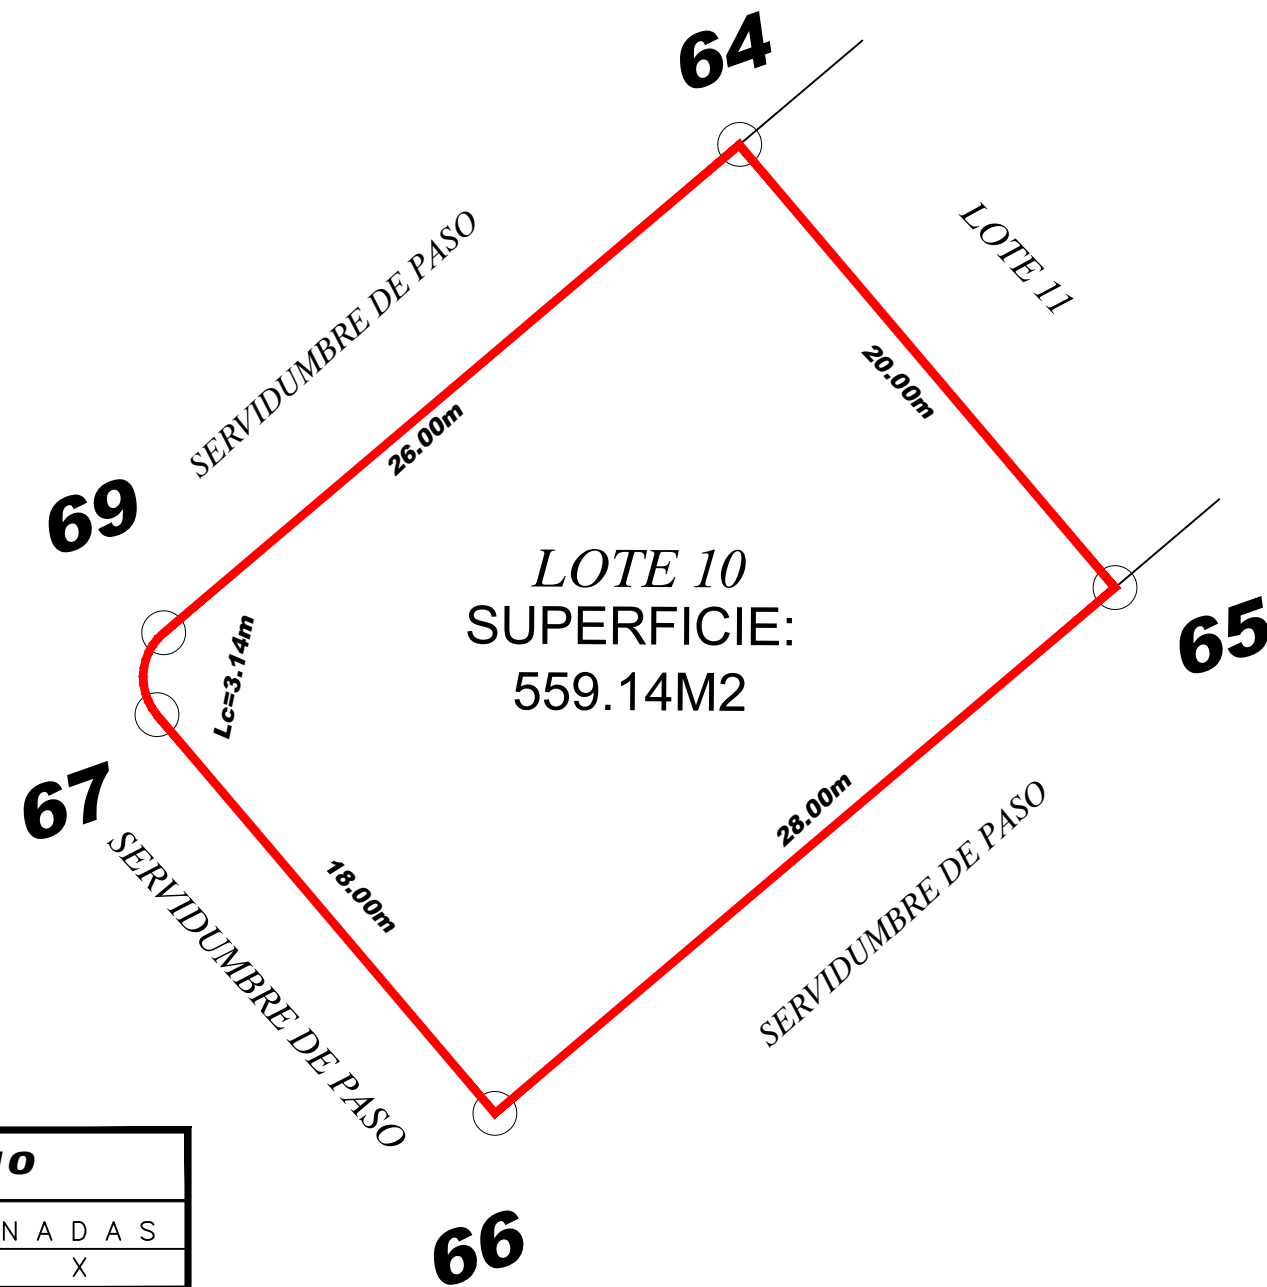 64
LOTE 11
SERVIDUMBRE DE PASO
20.00m
26.00m
69
LOTE 10
SUPERFICIE:
559.14M2
65
Lc=3.14m
67
28.00m
SERVIDUMBRE DE PASO
18.00m
SERVIDUMBRE DE PASO
66
NADAS
X